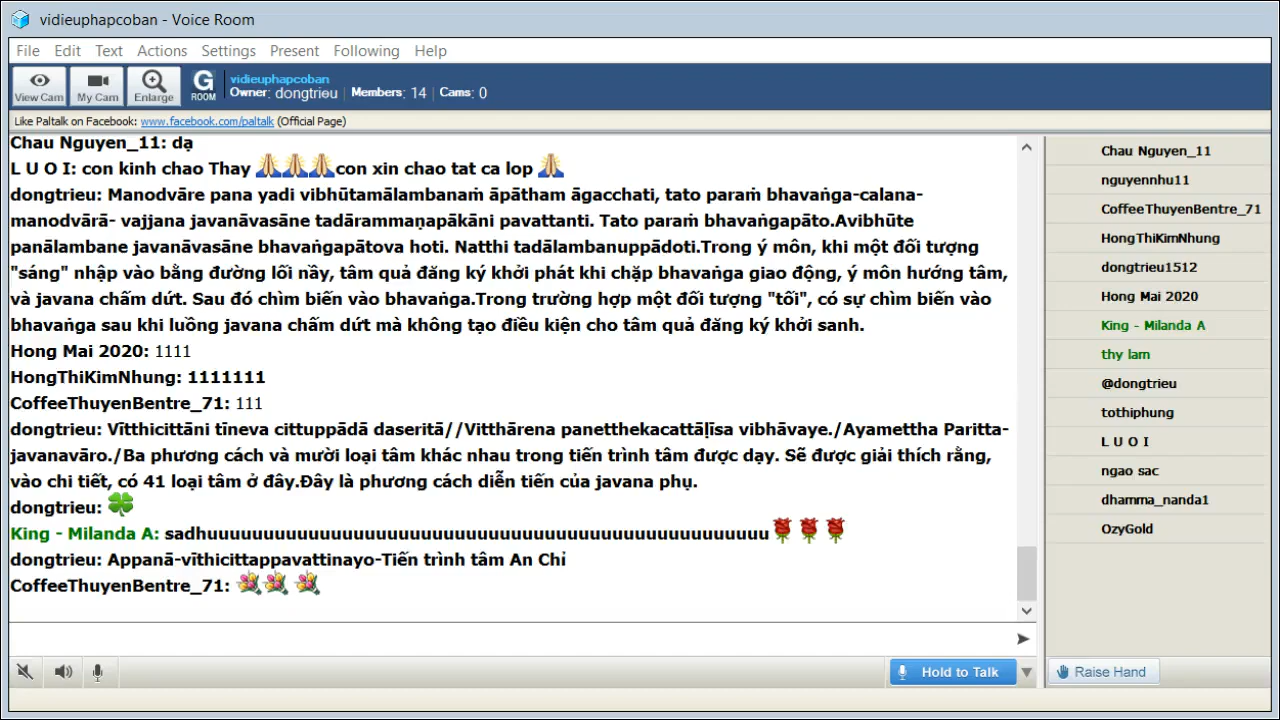 vidieuphapcoban - Voice Room
File Edit Text Actions Settings Present Following Help
View Cam My Cam Enlarge G ROOM
vidieuphapcoban
Owner: dongtrieu Members: 14 Cams: 0
Like Paltalk on Facebook: www.facebook.com/paltalk (Official Page)
Chau Nguyen_11: dạ
L U O I: con kinh chao Thay 🙏🙏🙏con xin chao tat ca lop 🙏
dongtrieu: Manodvāre pana yadi vibhūtamālambanaṁ āpātham āgacchati, tato paraṁ bhavaṅga-calana-
manodvārā- vajjana javanāvasāne tadārammaṇapākāni pavattanti. Tato paraṁ bhavaṅgapāto.Avibhūte
panālambane javanāvasāne bhavaṅgapātova hoti. Natthi tadālambanuppādoti.Trong ý môn, khi một đối tượng
"sáng" nhập vào bằng đường lối nầy, tâm quả đăng ký khởi phát khi chặp bhavaṅga giao động, ý môn hướng tâm,
và javana chấm dứt. Sau đó chìm biến vào bhavaṅga.Trong trường hợp một đối tượng "tối", có sự chìm biến vào
bhavaṅga sau khi luồng javana chấm dứt mà không tạo điều kiện cho tâm quả đăng ký khởi sanh.
Hong Mai 2020: 1111
HongThiKimNhung: 1111111
CoffeeThuyenBentre_71: 111
dongtrieu: Vītthicittāni tīneva cittuppādā daseritā//Vitthārena panetthekacattāḷīsa vibhāvaye./Ayamettha Paritta-
javanavāro./Ba phương cách và mười loại tâm khác nhau trong tiến trình tâm được dạy. Sẽ được giải thích rằng,
vào chi tiết, có 41 loại tâm ở đây.Đây là phương cách diễn tiến của javana phụ.
dongtrieu: 🍀
King - Milanda A: sadhuuuuuuuuuuuuuuuuuuuuuuuuuuuuuuuuuuuuuuuuuuuuuuuuuu🌹🌹🌹
dongtrieu: Appanā-vīthicittappavattinayo-Tiến trình tâm An Chỉ
CoffeeThuyenBentre_71: 💐💐 💐
Hold to Talk
Chau Nguyen_11
nguyennhu11
CoffeeThuyenBentre_71
HongThiKimNhung
dongtrieu1512
Hong Mai 2020
King - Milanda A
thy lam
@dongtrieu
tothiphung
L U O I
ngao sac
dhamma_nanda1
OzyGold
Raise Hand